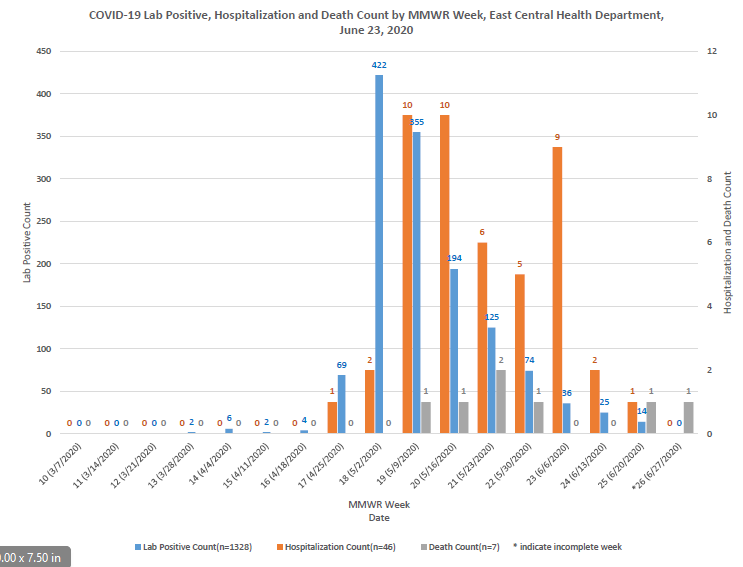 COVID-19 Lab Positive, Hospitalization and Death Count by MMWR Week, East Central Health Department,
June 23, 2020
450
400
350
300
250
200
150
100
50
0
Lab Positive Count
12
10
8
6
4
2
0
Hospitalization and Death Count
0 0 0
0 0 0
0 0 0
0 2 0
0 6 0
0 2 0
0 4 0
1 69 0
2 422 0
10 355 1
10 194 1
6 125 2
5 74 1
9 36 0
2 25 0
1 14 1
0 0 1
10 (3/7/2020)
11 (3/14/2020)
12 (3/21/2020)
13 (3/28/2020)
14 (4/4/2020)
15 (4/11/2020)
16 (4/18/2020)
17 (4/25/2020)
18 (5/2/2020)
19 (5/9/2020)
20 (5/16/2020)
21 (5/23/2020)
22 (5/30/2020)
23 (6/6/2020)
24 (6/13/2020)
25 (6/20/2020)
*26 (6/27/2020)
MMWR Week
Date
Lab Positive Count(n=1328) Hospitalization Count(n=46) Death Count(n=7) * indicate incomplete week
.00 x 7.50 in